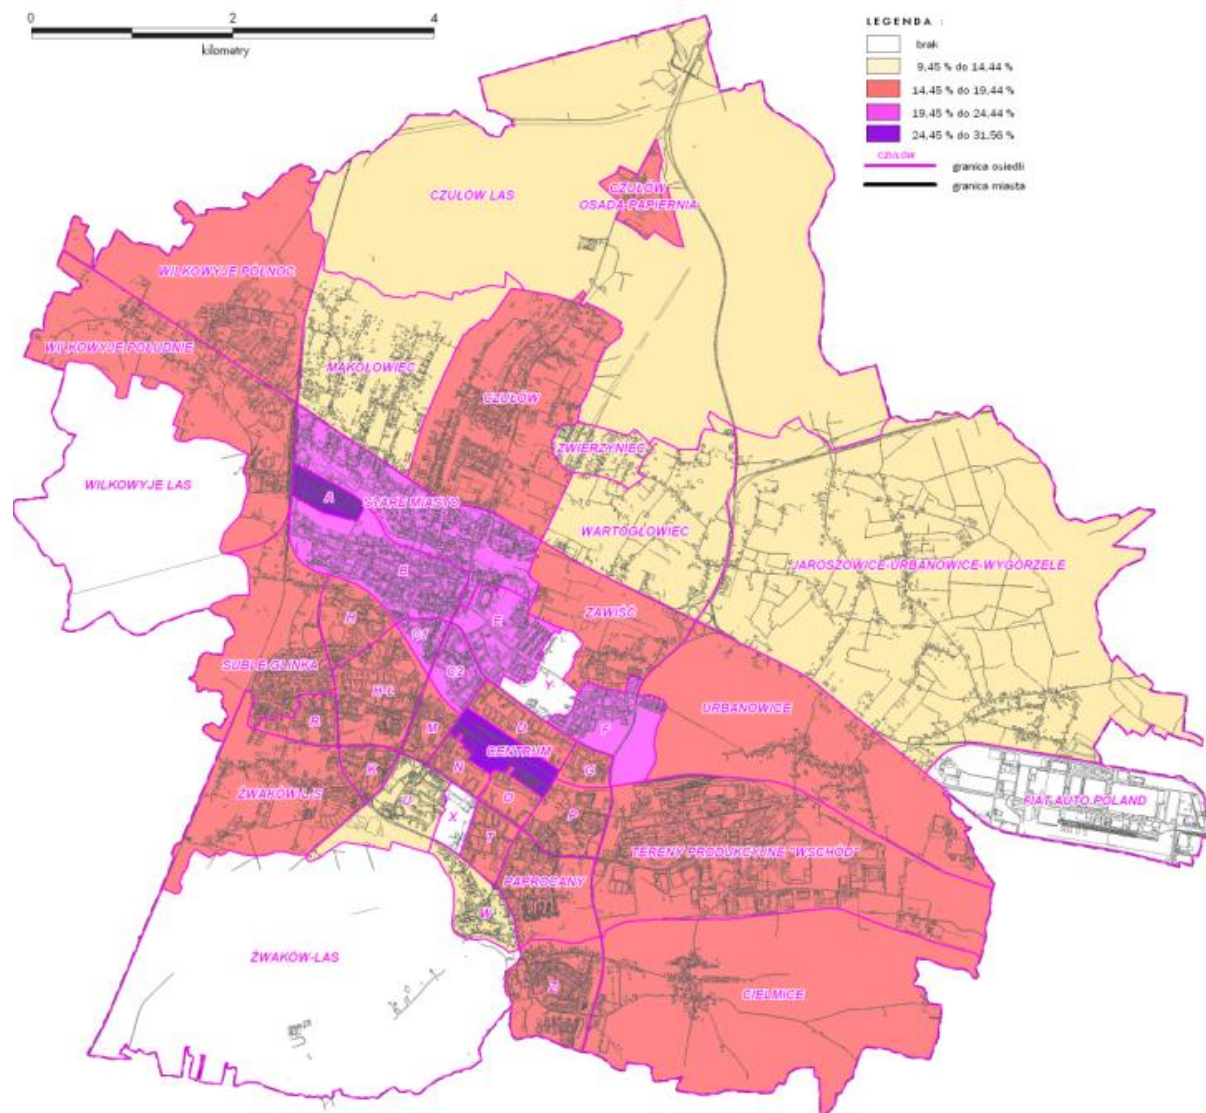 0 2 4
kilometry
LEGENDA :
brak
9,45 % do 14,44 %
14,45 % do 19,44 %
19,45 % do 24,44 %
24,45 % do 31,56 %
CZUŁÓW granica osiedli
granica miasta
CZUŁÓW LAS
CZUŁÓW
OSADA-PAPIERNIA
WILKOWYJE PÓŁNOC
WILKOWYJE POŁUDNIE
MĄKOŁOWIEC
CZUŁÓW
ZWIERZYNIEC
WILKOWYJE LAS
A
STARE MIASTO
WARTOGŁOWIEC
JAROSZOWICE-URBANOWICE-WYGORZELE
B
H
C1
E
ZAWIŚĆ
SUBLE-GLINKA
C2
H-Ł
Y
URBANOWICE
R
M
D
F
CENTRUM
K
N
G
ŻWAKÓW-L/S
U
O
FIAT AUTO POLAND
X
P
T
TERENY PRODUKCYJNE "WSCHÓD"
PAPROCANY
W
ŻWAKÓW-LAS
Z
CIELMICE